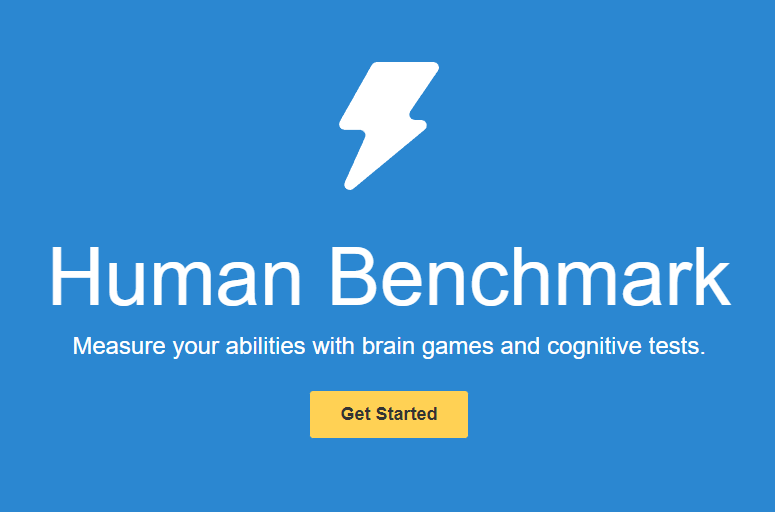 Human Benchmark
Measure your abilities with brain games and cognitive tests.
Get Started